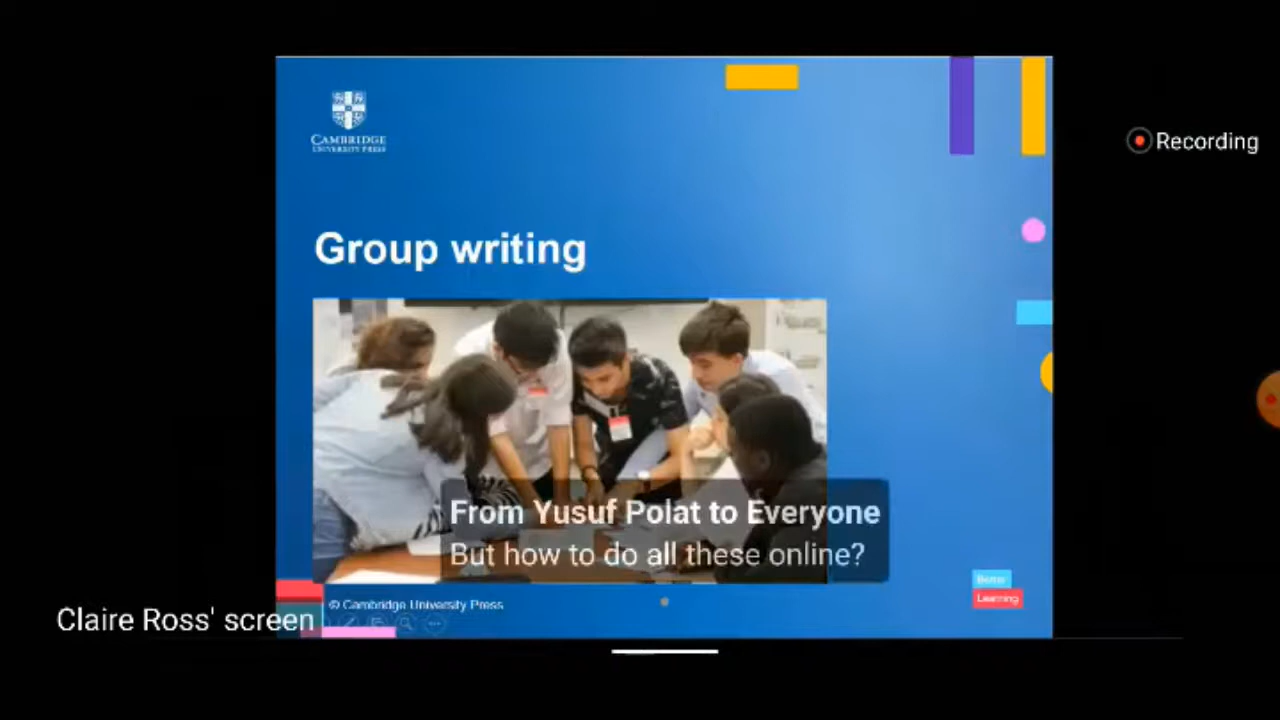 CAMBRIDGE
UNIVERSITY PRESS
Recording
Group writing
From Yusuf Polat to Everyone
But how to do all these online?
Better
Learning
© Cambridge University Press
Claire Ross' screen